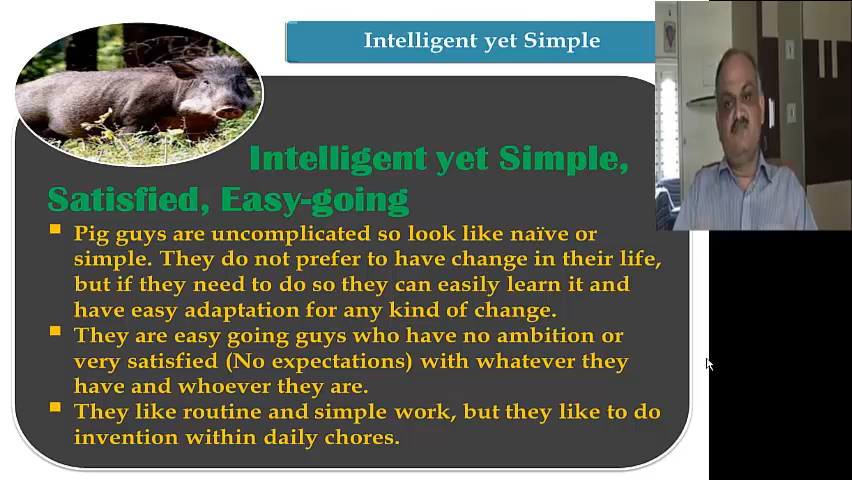 Intelligent yet Simple
Intelligent yet Simple,
Satisfied, Easy-going
Pig guys are uncomplicated so look like naïve or
simple. They do not prefer to have change in their life,
but if they need to do so they can easily learn it and
have easy adaptation for any kind of change.
They are easy going guys who have no ambition or
very satisfied (No expectations) with whatever they
have and whoever they are.
They like routine and simple work, but they like to do
invention within daily chores.